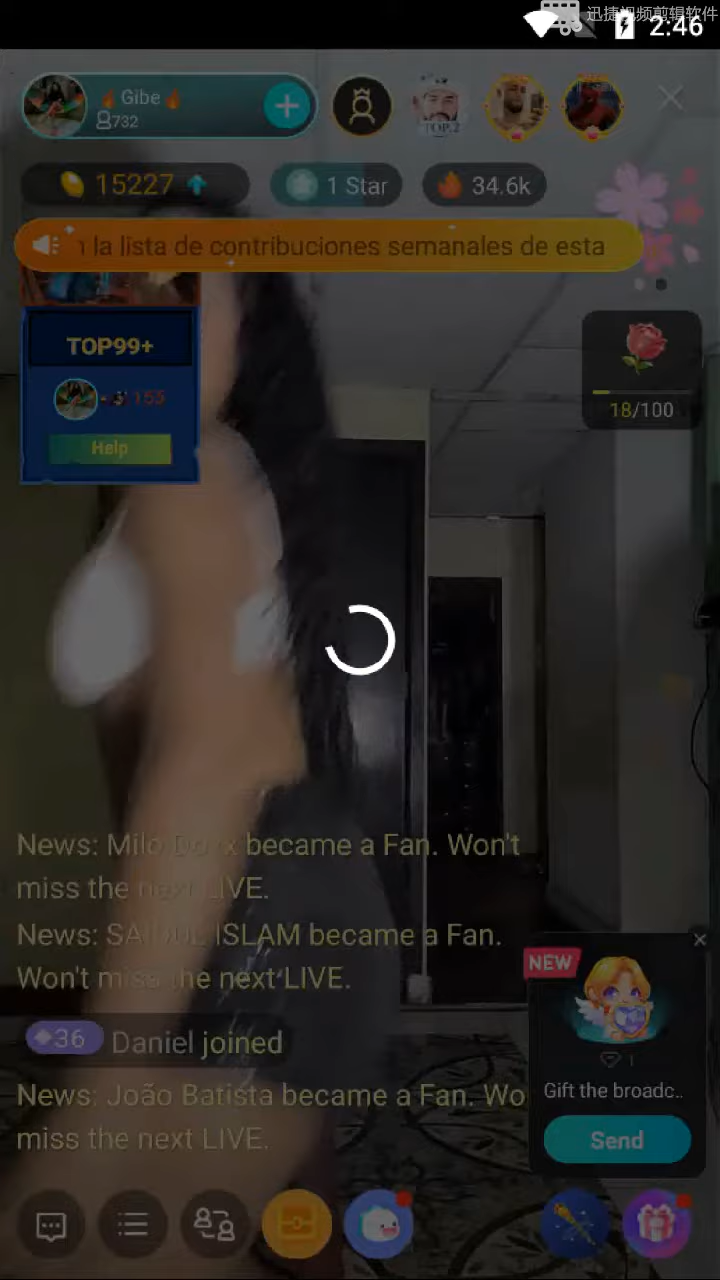 迅捷视频剪辑软件
2:46
🔥Gibe🔥
732
TOP.2
15227
1 Star
34.6k
la lista de contribuciones semanales de esta
TOP99+
Help
18/100
News: Milo became a Fan. Won't
miss the next LIVE.
News: SAIDUL ISLAM became a Fan.
Won't miss the next LIVE.
36 Daniel joined
News: João Batista became a Fan. Wo
miss the next LIVE.
NEW
1
Gift the broadc..
Send